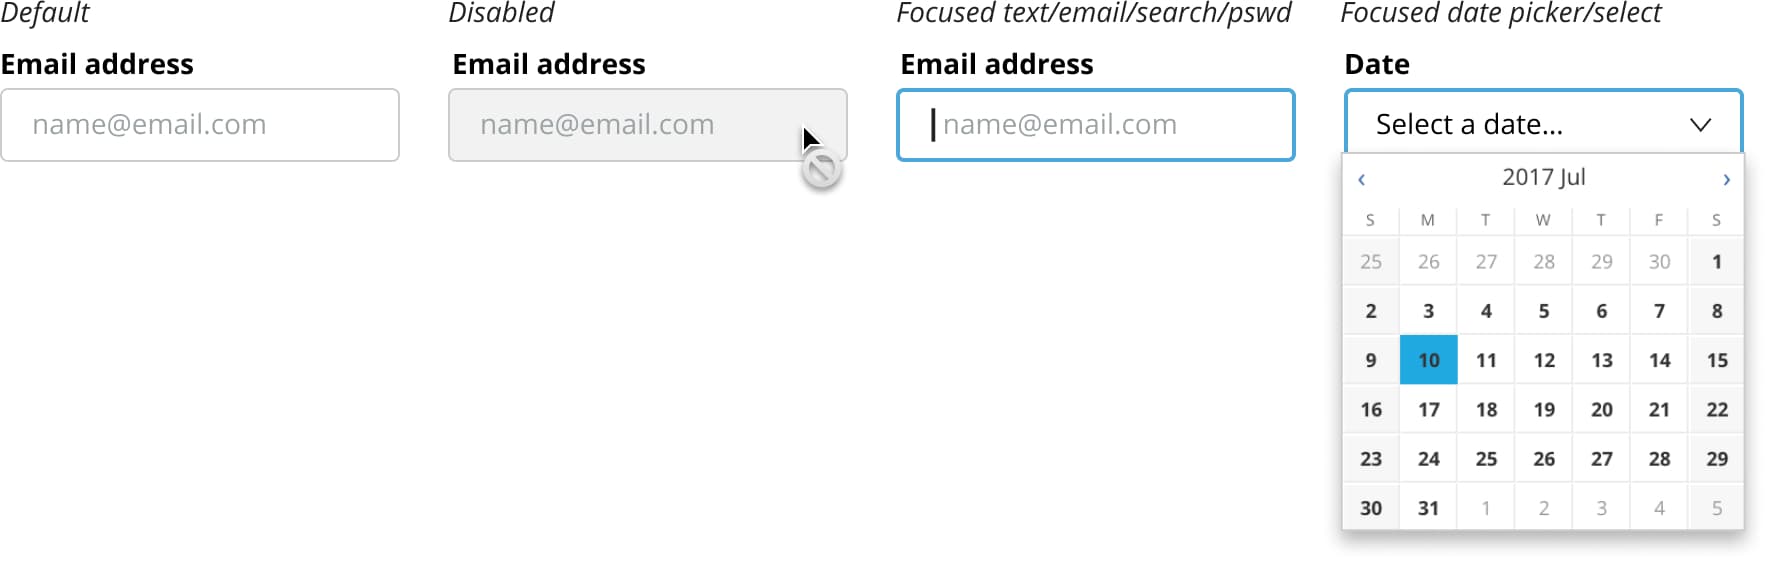 Default
Email address
name@email.com
Disabled
Email address
name@email.com
Focused text/email/search/pswd
Email address
name@email.com
Focused date picker/select
Date
Select a date...
‹ 2017 Jul ›
S M T W T F S
25 26 27 28 29 30 1
2 3 4 5 6 7 8
9 10 11 12 13 14 15
16 17 18 19 20 21 22
23 24 25 26 27 28 29
30 31 1 2 3 4 5